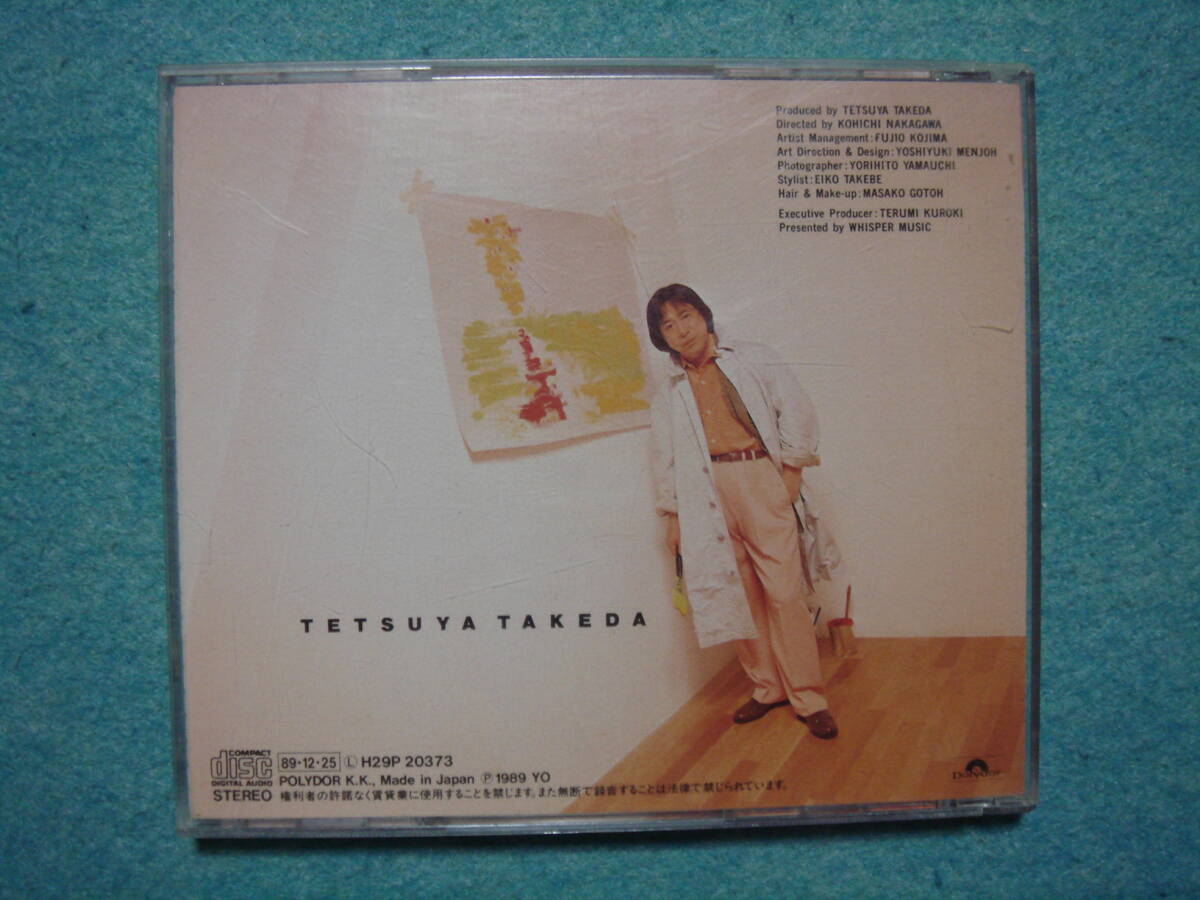 Produced by TETSUYA TAKEDA
Directed by KOHICHI NAKAGAWA
Artist Management:FUJIO KOJIMA
Art Direction & Design:YOSHIYUKI MENJOH
Photographer:YORIHITO YAMAUCHI
Stylist:EIKO TAKEBE
Hair & Make-up:MASAKO GOTOH
Executive Producer:TERUMI KUROKI
Presented by WHISPER MUSIC
TETSUYA TAKEDA
COMPACT
disc
DIGITAL AUDIO
STEREO
89·12·25 Ⓛ H29P 20373
POLYDOR K.K., Made in Japan Ⓟ 1989 YO
権利者の許諾なく賃貸業に使用することを禁じます。また無断で録音することは法律で禁じられています。
Polydor